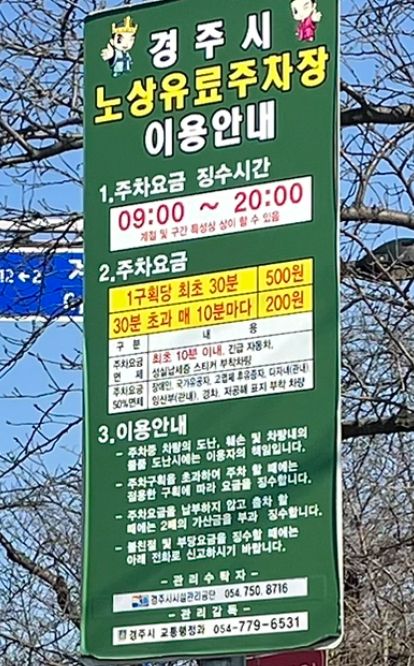 경주시
노상유료주차장
이용안내
1.주차요금 징수시간
09:00 ~ 20:00
계절 및 구간 특성상 상이 할 수 있음
2.주차요금
1구획당 최초 30분 500원
30분 초과 매 10분마다 200원
구 분 내 용
주차요금 면 제 최초 10분 이내, 긴급 자동차,
성실납세증 스티커 부착차량
주차요금 50%면제 장애인, 국가유공자, 고엽제 후유증자, 다자녀(관내),
임산부(관내), 경차, 저공해 표지 부착 차량
3.이용안내
- 주차중 차량의 도난, 훼손 및 차량내의
물품 도난시에는 이용자의 책임입니다.
- 주차구획을 초과하여 주차 할 때에는
점용한 구획에 따라 요금을 징수합니다.
- 주차요금을 납부하지 않고 출차 할
때에는 2배의 가산금을 부과 징수합니다.
- 불친절 및 부당요금을 징수할 때에는
아래 전화로 신고하시기 바랍니다.
- 관리수탁자 -
경주시시설관리공단 054.750.8716
- 관리감독 -
경주시 교통행정과 054-779-6531
12 2